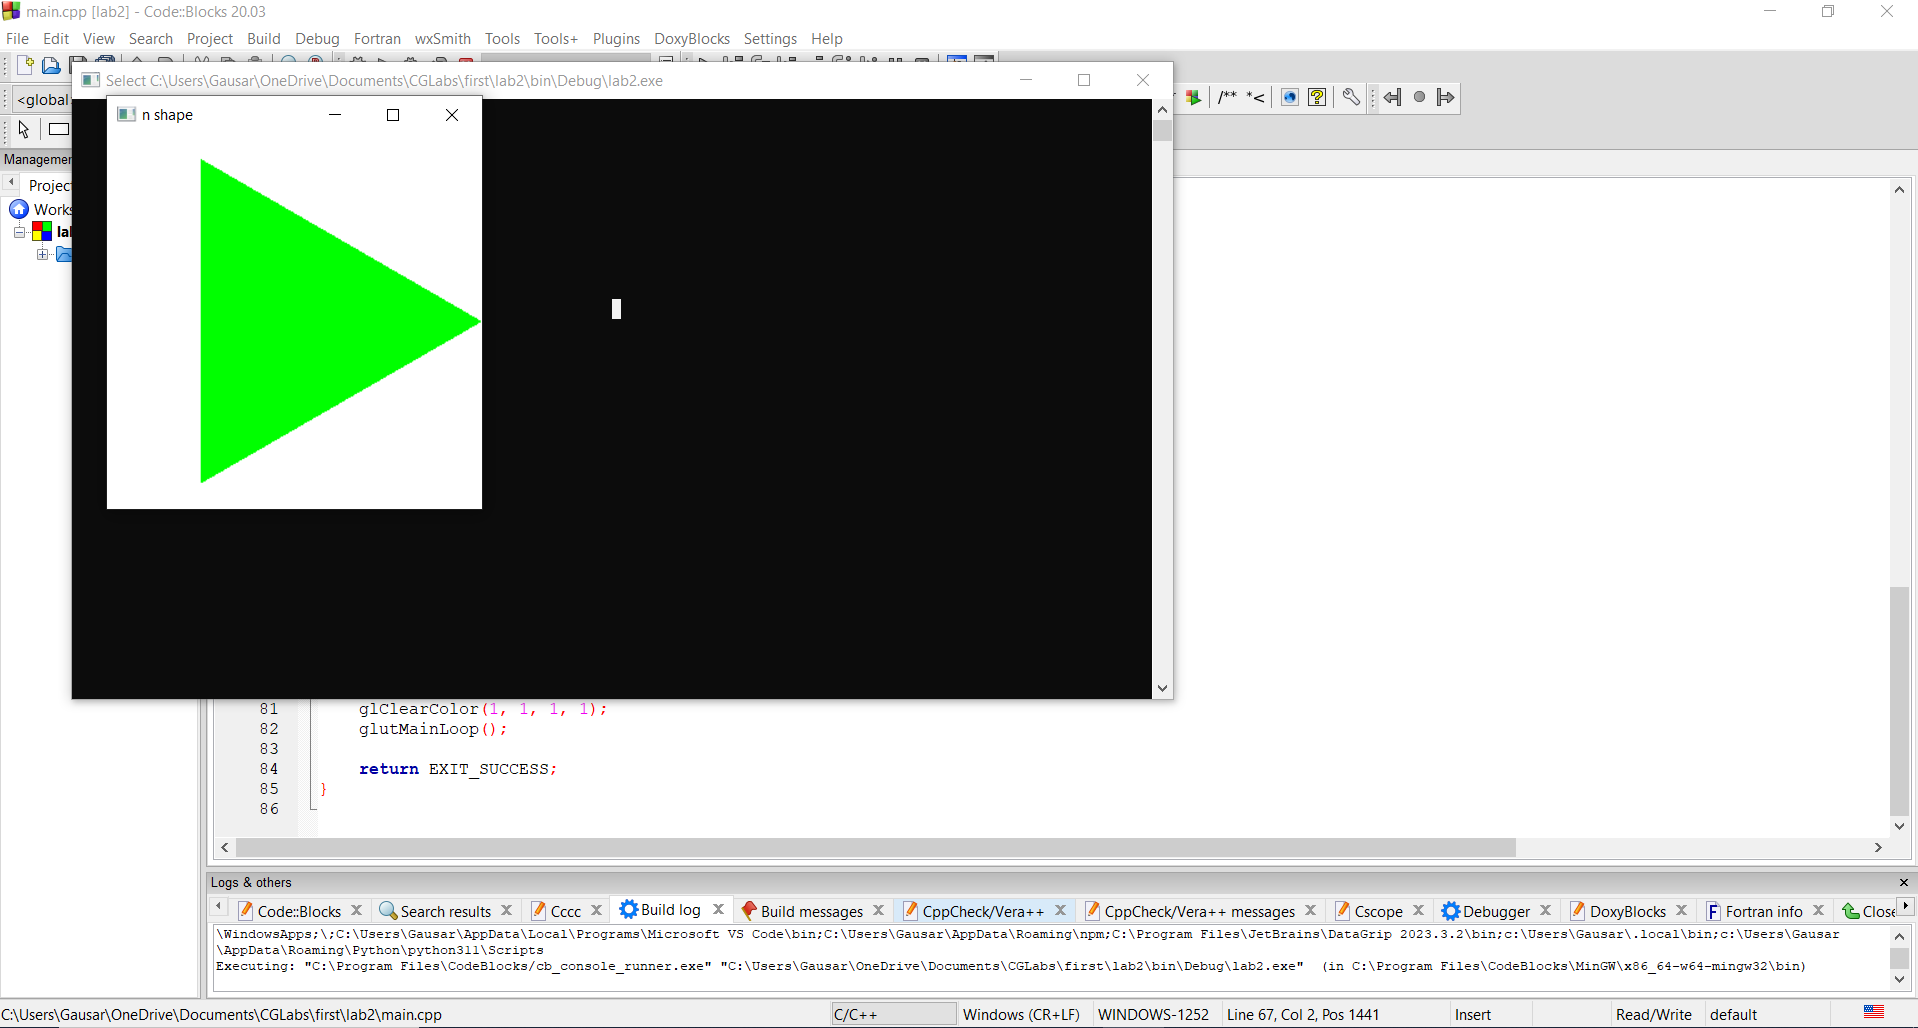 main.cpp [lab2] - Code::Blocks 20.03
File Edit View Search Project Build Debug Fortran wxSmith Tools Tools+ Plugins DoxyBlocks Settings Help
Select C:\Users\Gausar\OneDrive\Documents\CGLabs\first\lab2\bin\Debug\lab2.exe
<global
/** *<
n shape
Managemen
Projec
Works
lab
81 glClearColor(1, 1, 1, 1);
82 glutMainLoop();
83
84 return EXIT_SUCCESS;
85 }
86
Logs & others
Code::Blocks Search results Cccc Build log Build messages CppCheck/Vera++ CppCheck/Vera++ messages Cscope Debugger DoxyBlocks Fortran info Close
\WindowsApps;\;C:\Users\Gausar\AppData\Local\Programs\Microsoft VS Code\bin;C:\Users\Gausar\AppData\Roaming\npm;C:\Program Files\JetBrains\DataGrip 2023.3.2\bin;c:\Users\Gausar\.local\bin;c:\Users\Gausar
\AppData\Roaming\Python\python311\Scripts
Executing: "C:\Program Files\CodeBlocks/cb_console_runner.exe" "C:\Users\Gausar\OneDrive\Documents\CGLabs\first\lab2\bin\Debug\lab2.exe" (in C:\Program Files\CodeBlocks\MinGW\x86_64-w64-mingw32\bin)
C:\Users\Gausar\OneDrive\Documents\CGLabs\first\lab2\main.cpp C/C++ Windows (CR+LF) WINDOWS-1252 Line 67, Col 2, Pos 1441 Insert Read/Write default